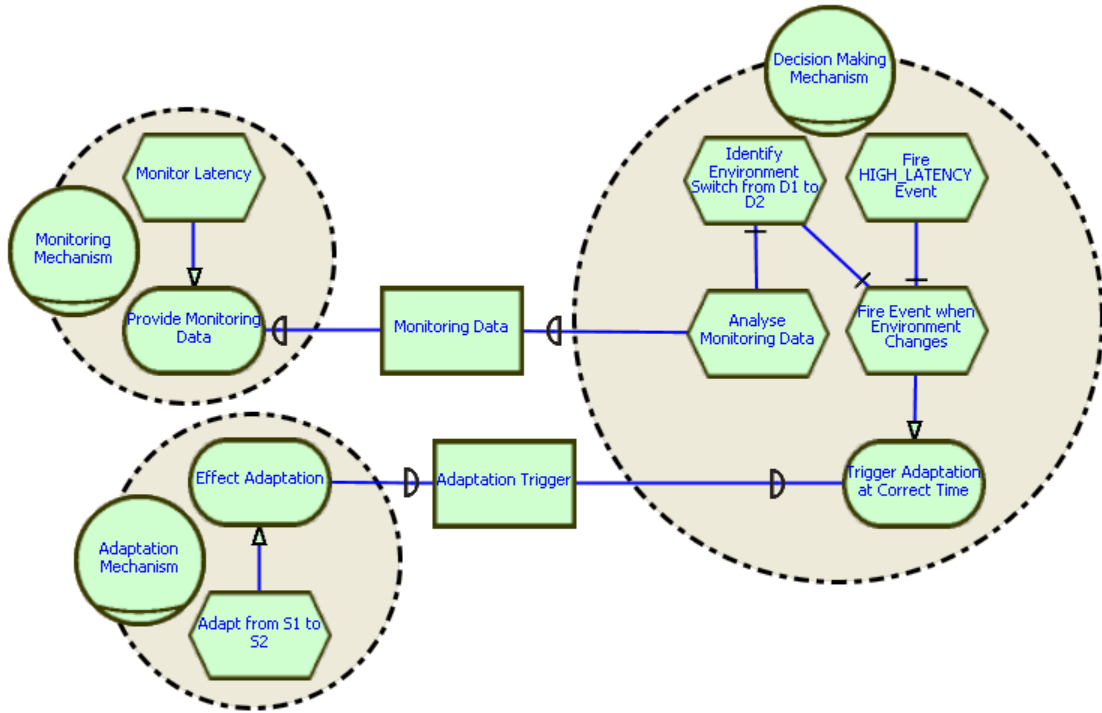 Decision Making
Mechanism
Monitor Latency
Identify
Environment
Switch from D1 to
D2
Fire
HIGH_LATENCY
Event
Monitoring
Mechanism
Provide Monitoring
Data
Monitoring Data
Analyse
Monitoring Data
Fire Event when
Environment
Changes
Effect Adaptation
Adaptation Trigger
Trigger Adaptation
at Correct Time
Adaptation
Mechanism
Adapt from S1 to
S2